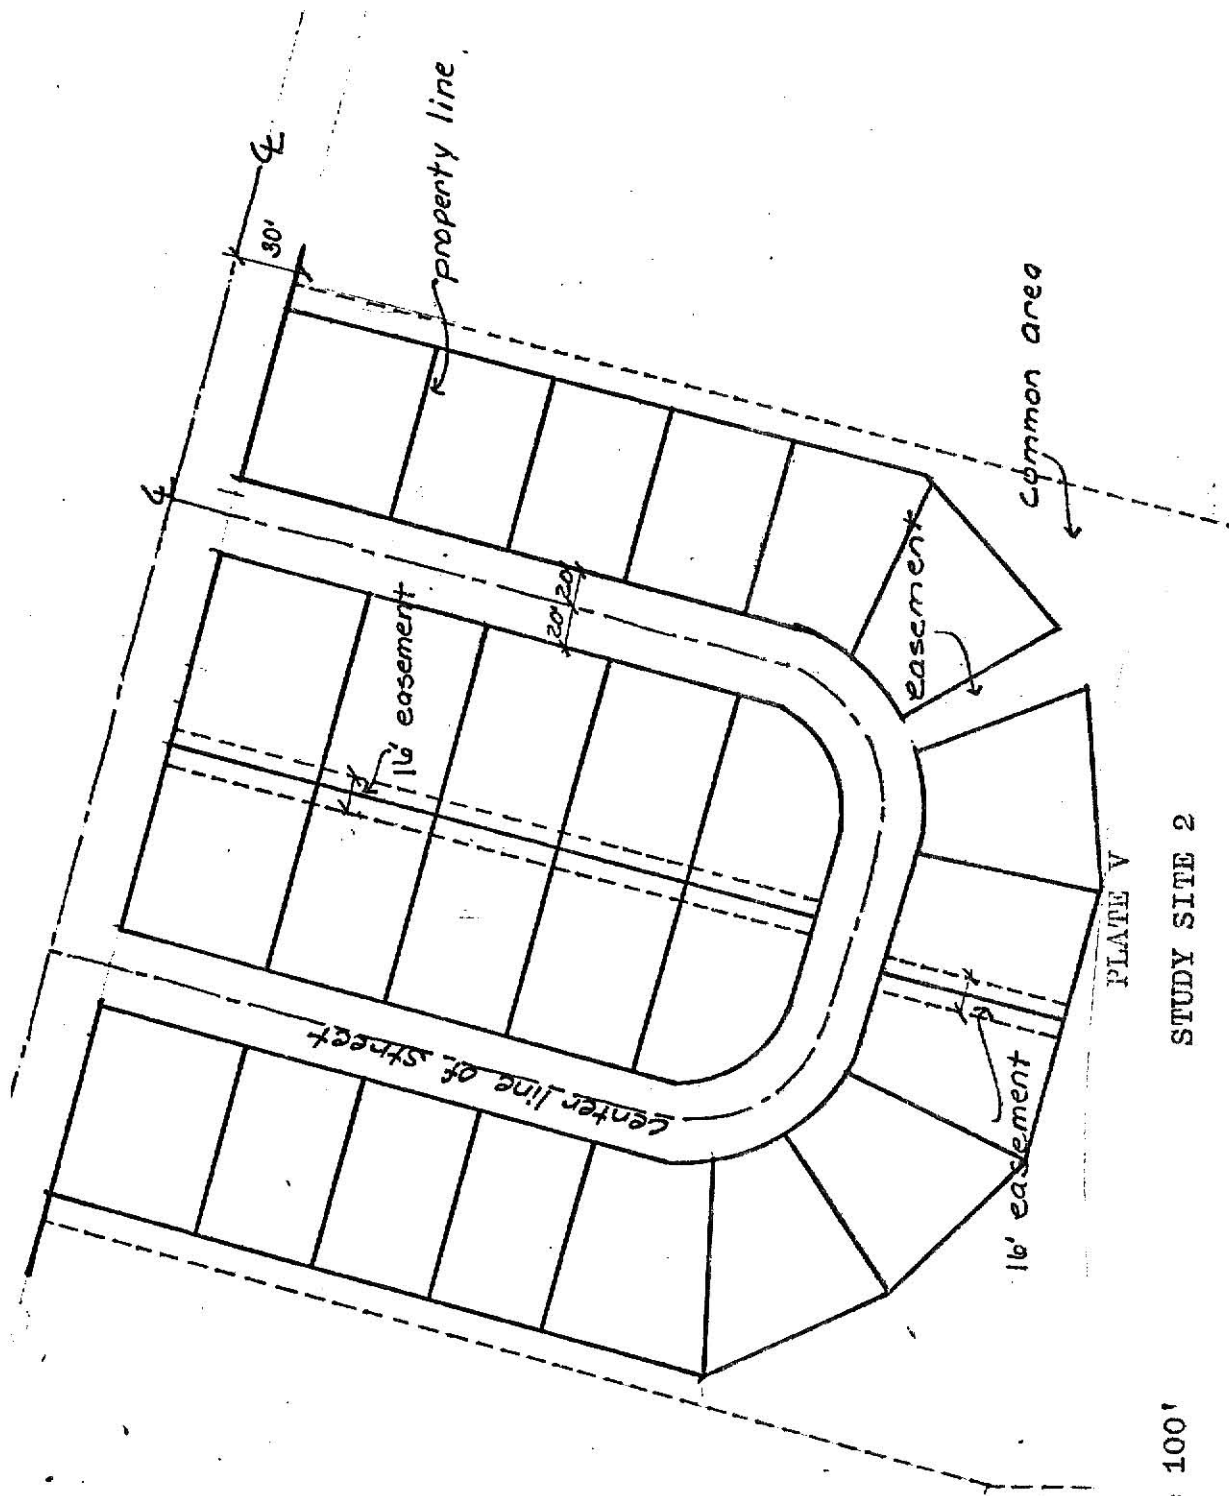 ℄
30'
property line
℄
16' easement
20' 20'
common area
easement
center line of street
16' easement
PLATE V
STUDY SITE 2
100'